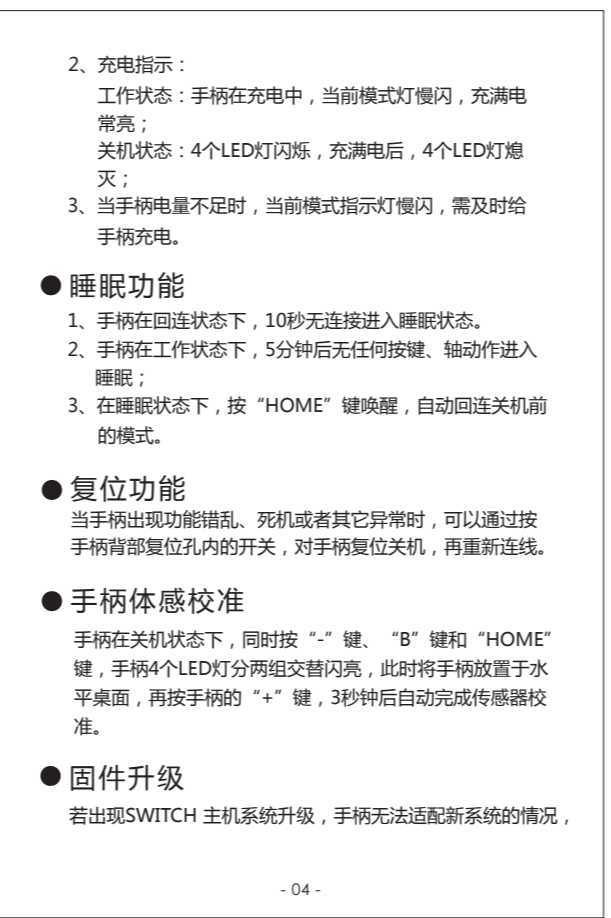 2、充电指示：
工作状态：手柄在充电中，当前模式灯慢闪，充满电
常亮；
关机状态：4个LED灯闪烁，充满电后，4个LED灯熄
灭；
3、当手柄电量不足时，当前模式指示灯慢闪，需及时给
手柄充电。
●睡眠功能
1、手柄在回连状态下，10秒无连接进入睡眠状态。
2、手柄在工作状态下，5分钟后无任何按键、轴动作进入
睡眠；
3、在睡眠状态下，按“HOME”键唤醒，自动回连关机前
的模式。
●复位功能
当手柄出现功能错乱、死机或者其它异常时，可以通过按
手柄背部复位孔内的开关，对手柄复位关机，再重新连线。
●手柄体感校准
手柄在关机状态下，同时按“-”键、“B”键和“HOME”
键，手柄4个LED灯分两组交替闪亮，此时将手柄放置于水
平桌面，再按手柄的“+”键，3秒钟后自动完成传感器校
准。
●固件升级
若出现SWITCH 主机系统升级，手柄无法适配新系统的情况，
- 04 -